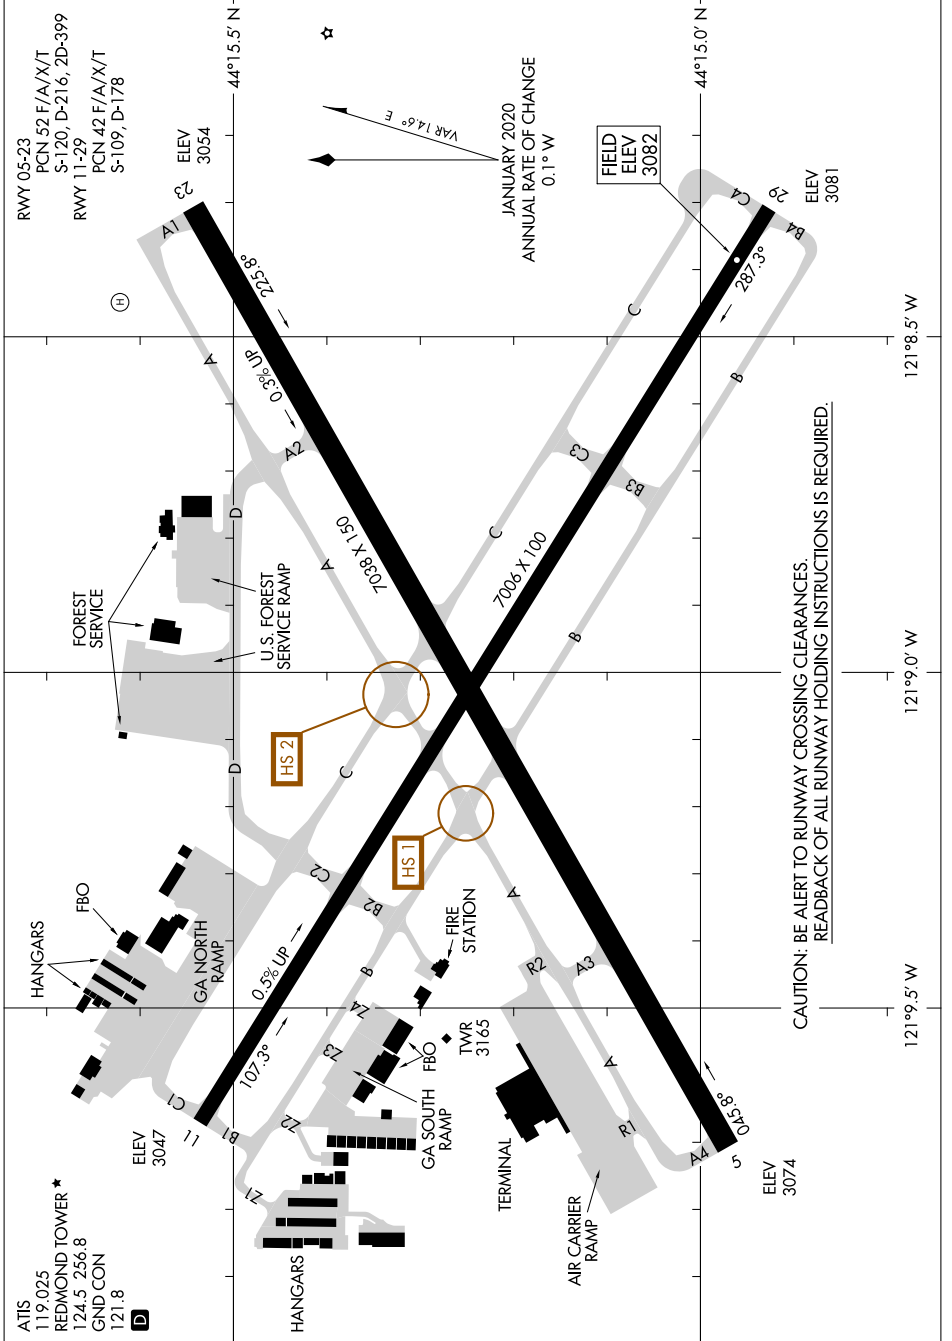 ATIS
119.025
REDMOND TOWER
124.5 256.8
GND CON
121.8
D
RWY 05-23
PCN 52 F/A/X/T
S-120, D-216, 2D-399
RWY 11-29
PCN 42 F/A/X/T
S-109, D-178
44°15.5' N
44°15.0' N
121°8.5' W
121°9.0' W
121°9.5' W
ELEV
3054
23
A1
225.8°
0.3% UP
A
A2
H
VAR 14.6° E
JANUARY 2020
ANNUAL RATE OF CHANGE
0.1° W
FIELD
ELEV
3082
C4
29
ELEV
3081
B4
287.3°
C
B
C3
B3
7038 X 150
A
7006 X 100
C
B
D
FOREST
SERVICE
U.S. FOREST
SERVICE RAMP
D
HS 2
C
HS 1
C2
B2
HANGARS
FBO
GA NORTH
RAMP
0.5% UP
B
FIRE
STATION
A
R2
A3
107.3°
Z4
Z3
FBO
TWR
3165
C1
11
ELEV
3047
B1
Z2
Z1
GA SOUTH
RAMP
HANGARS
TERMINAL
AIR CARRIER
RAMP
A
R1
A4
5
045.8°
ELEV
3074
CAUTION: BE ALERT TO RUNWAY CROSSING CLEARANCES.
READBACK OF ALL RUNWAY HOLDING INSTRUCTIONS IS REQUIRED.